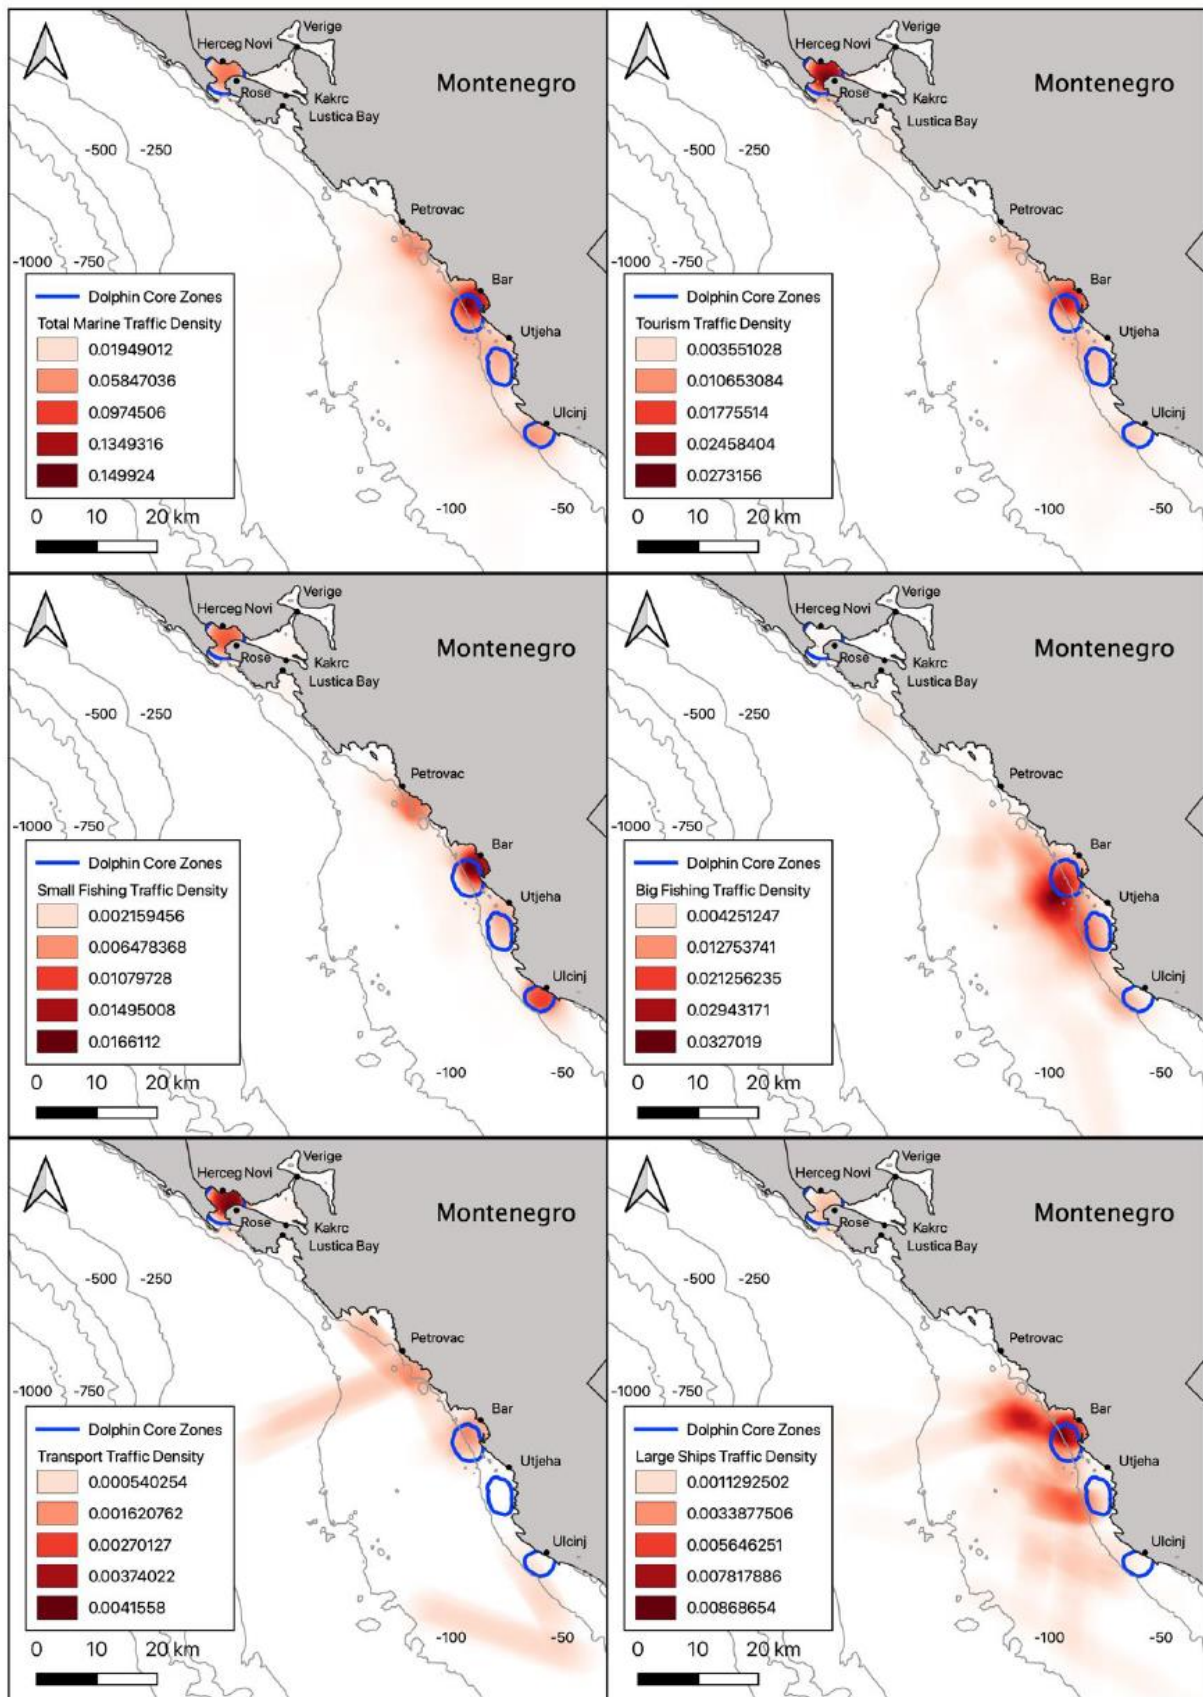 Verige
Herceg Novi
Rose
Kakrc
Lustica Bay
Montenegro
-500 -250
Petrovac
-1000 -750
Bar
Utjeha
Ulcinj
-100 -50
Dolphin Core Zones
Total Marine Traffic Density
0.01949012
0.05847036
0.0974506
0.1349316
0.149924
0 10 20 km
Verige
Herceg Novi
Rose
Kakrc
Lustica Bay
Montenegro
-500 -250
Petrovac
-1000 -750
Bar
Utjeha
Ulcinj
-100 -50
Dolphin Core Zones
Tourism Traffic Density
0.003551028
0.010653084
0.01775514
0.02458404
0.0273156
0 10 20 km
Verige
Herceg Novi
Rose
Kakrc
Lustica Bay
Montenegro
-500 -250
Petrovac
-1000 -750
Bar
Utjeha
Ulcinj
-100 -50
Dolphin Core Zones
Small Fishing Traffic Density
0.002159456
0.006478368
0.01079728
0.01495008
0.0166112
0 10 20 km
Verige
Herceg Novi
Rose
Kakrc
Lustica Bay
Montenegro
-500 -250
Petrovac
-1000 -750
Bar
Utjeha
Ulcinj
-100 -50
Dolphin Core Zones
Big Fishing Traffic Density
0.004251247
0.012753741
0.021256235
0.02943171
0.0327019
0 10 20 km
Verige
Herceg Novi
Rose
Kakrc
Lustica Bay
Montenegro
-500 -250
Petrovac
-1000 -750
Bar
Utjeha
Ulcinj
-100 -50
Dolphin Core Zones
Transport Traffic Density
0.000540254
0.001620762
0.00270127
0.00374022
0.0041558
0 10 20 km
Verige
Herceg Novi
Rose
Kakrc
Lustica Bay
Montenegro
-500 -250
Petrovac
-1000 -750
Bar
Utjeha
Ulcinj
-100 -50
Dolphin Core Zones
Large Ships Traffic Density
0.0011292502
0.0033877506
0.005646251
0.007817886
0.00868654
0 10 20 km